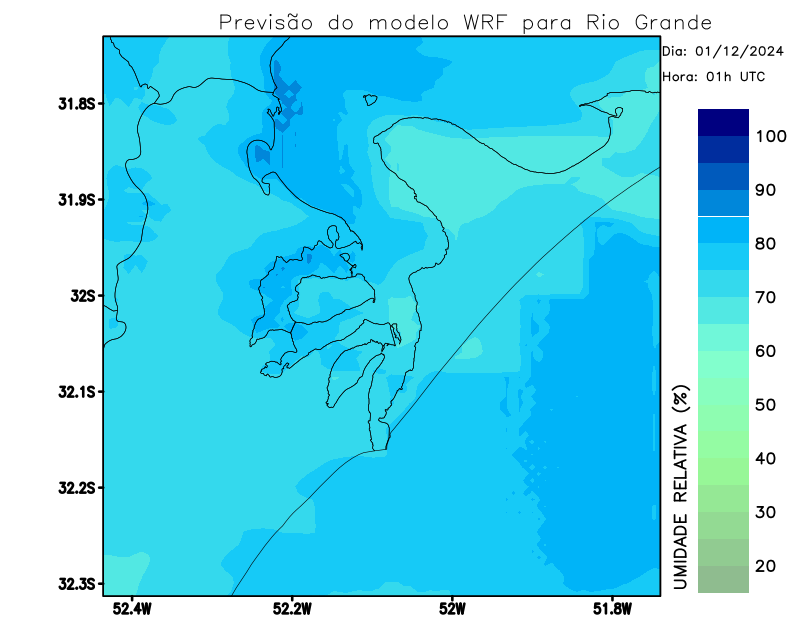 Previsão do modelo WRF para Rio Grande
Dia: 01/12/2024
Hora: 01h UTC
31.8S
31.9S
32S
32.1S
32.2S
32.3S
52.4W
52.2W
52W
51.8W
100
90
80
70
60
50
40
30
20
UMIDADE RELATIVA (%)